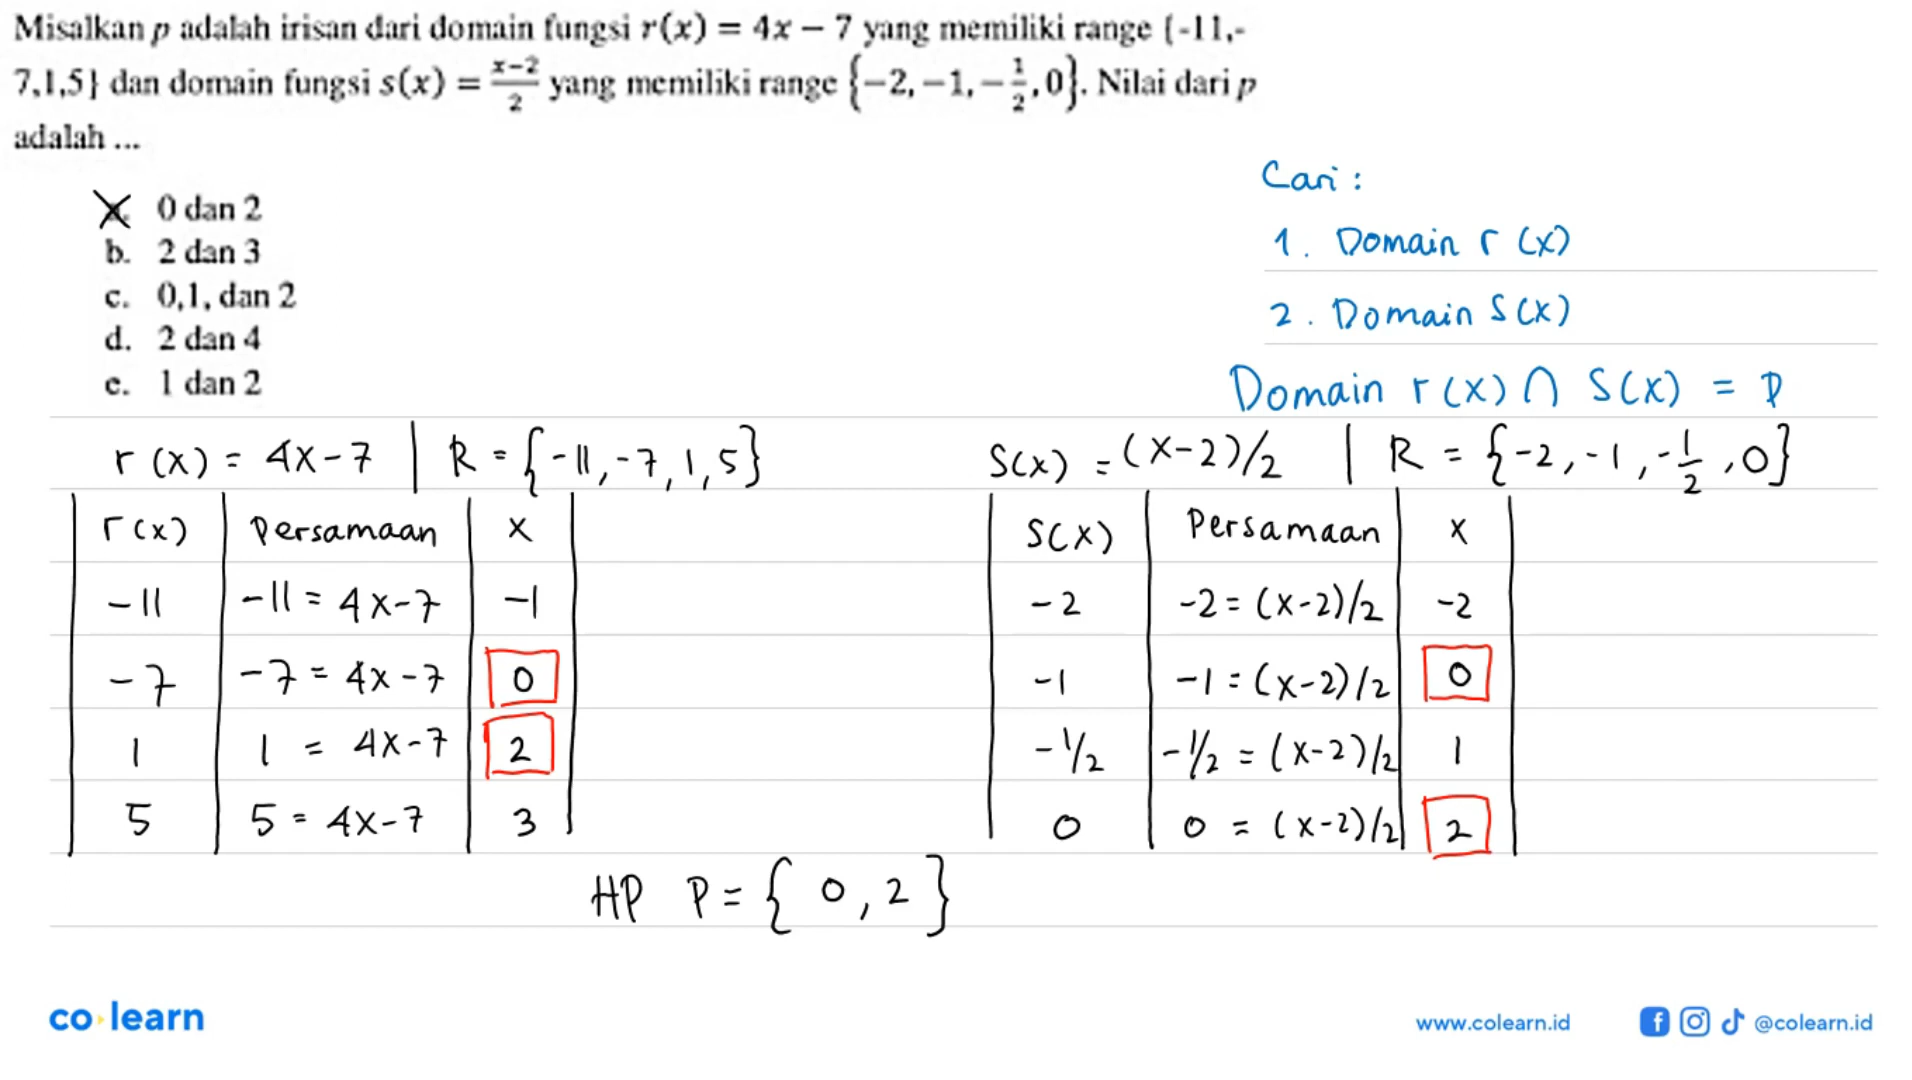 Misalkan p adalah irisan dari domain fungsi r(x) = 4x − 7 yang memiliki range {-11,-
7,1,5} dan domain fungsi s(x) = x−2/2 yang memiliki range {−2, −1, −1/2, 0}. Nilai dari p
adalah ...
Cari :
a. 0 dan 2
b. 2 dan 3
c. 0,1, dan 2
d. 2 dan 4
e. 1 dan 2
1. Domain r (x)
2. Domain S(x)
Domain r(x) ∩ S(x) = P
r (x) = 4x-7 | R = {-11,-7,1,5}
r(x) Persamaan x
-11 -11 = 4x-7 -1
-7 -7 = 4x-7 0
1 1 = 4x-7 2
5 5 = 4x-7 3
S(x) = (x-2)/2 | R = {-2,-1,-1/2,0}
S(x) Persamaan x
-2 -2 = (x-2)/2 -2
-1 -1 = (x-2)/2 0
-1/2 -1/2 = (x-2)/2 1
0 0 = (x-2)/2 2
HP P = {0,2}
co learn
www.colearn.id
@colearn.id